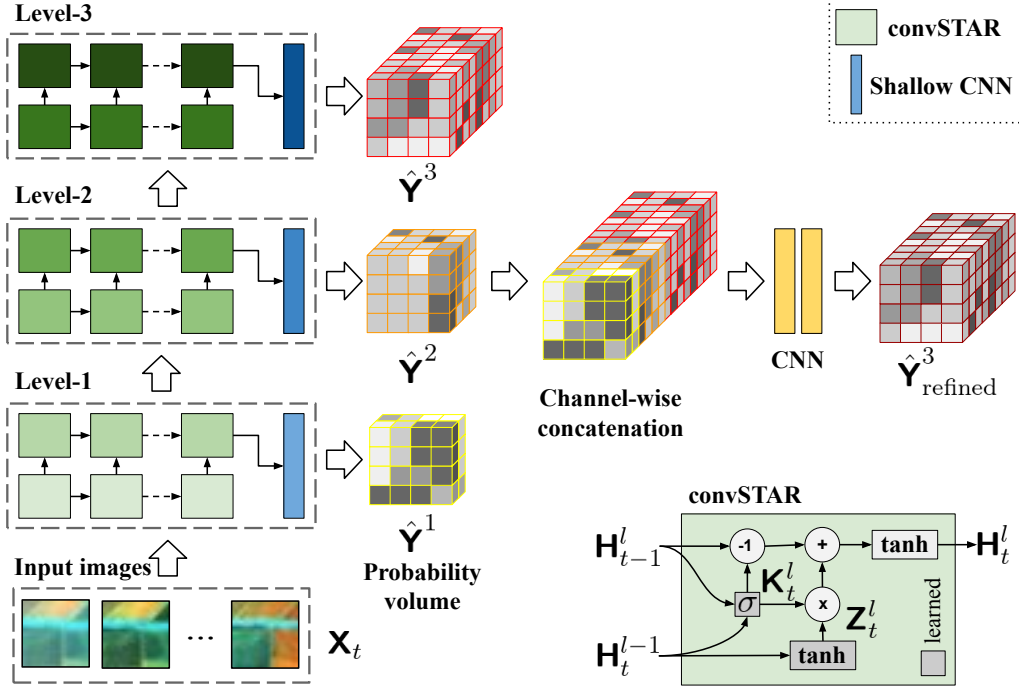 Level-3
convSTAR
Shallow CNN
Ŷ³
Level-2
Ŷ²
CNN
Ŷ³refined
Channel-wise
concatenation
Level-1
Ŷ¹
Probability
volume
Input images
...
Xₜ
convSTAR
Hˡₜ₋₁
-1
+
tanh
Hˡₜ
Kˡₜ
σ
x
Zˡₜ
Hˡ⁻¹ₜ
tanh
learned